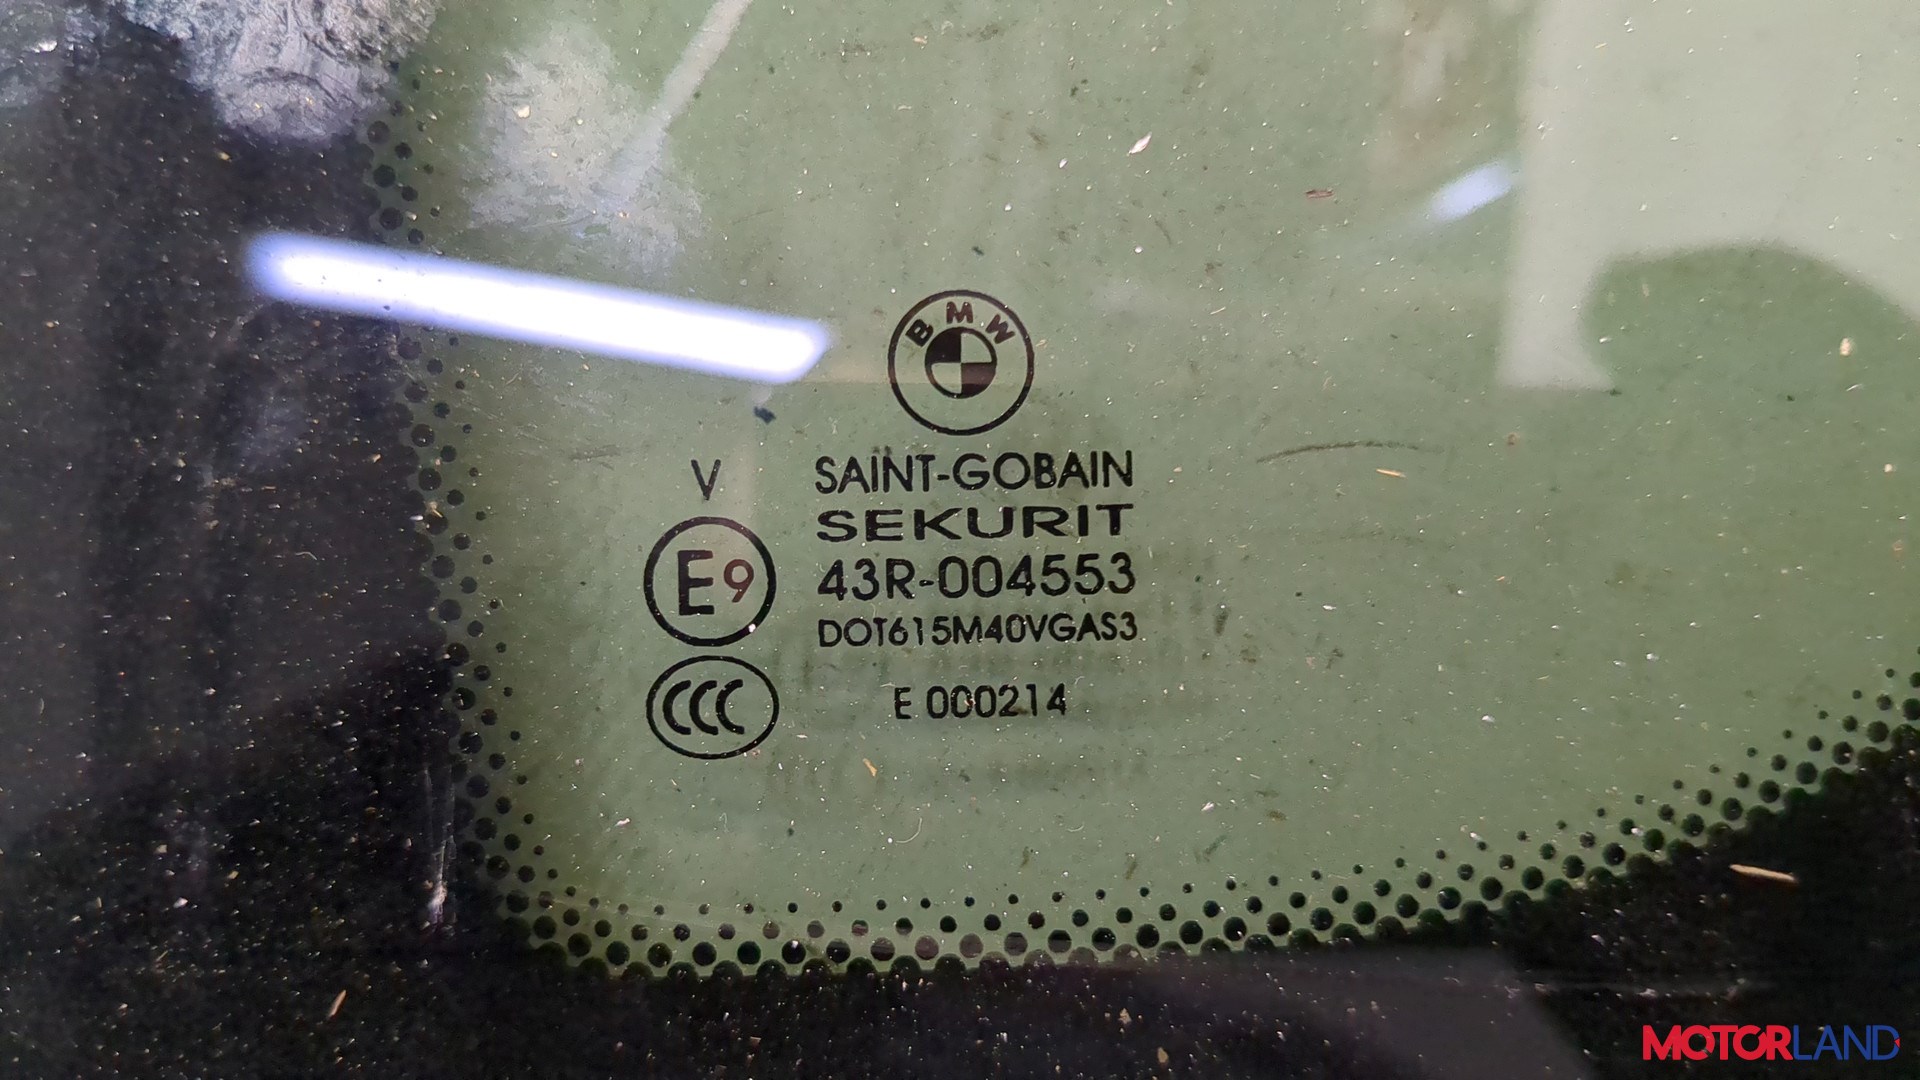 BMW
V
SAINT-GOBAIN
SEKURIT
E9
43R-004553
DOT615M40VGAS3
CCC
E 000214
MOTORLAND